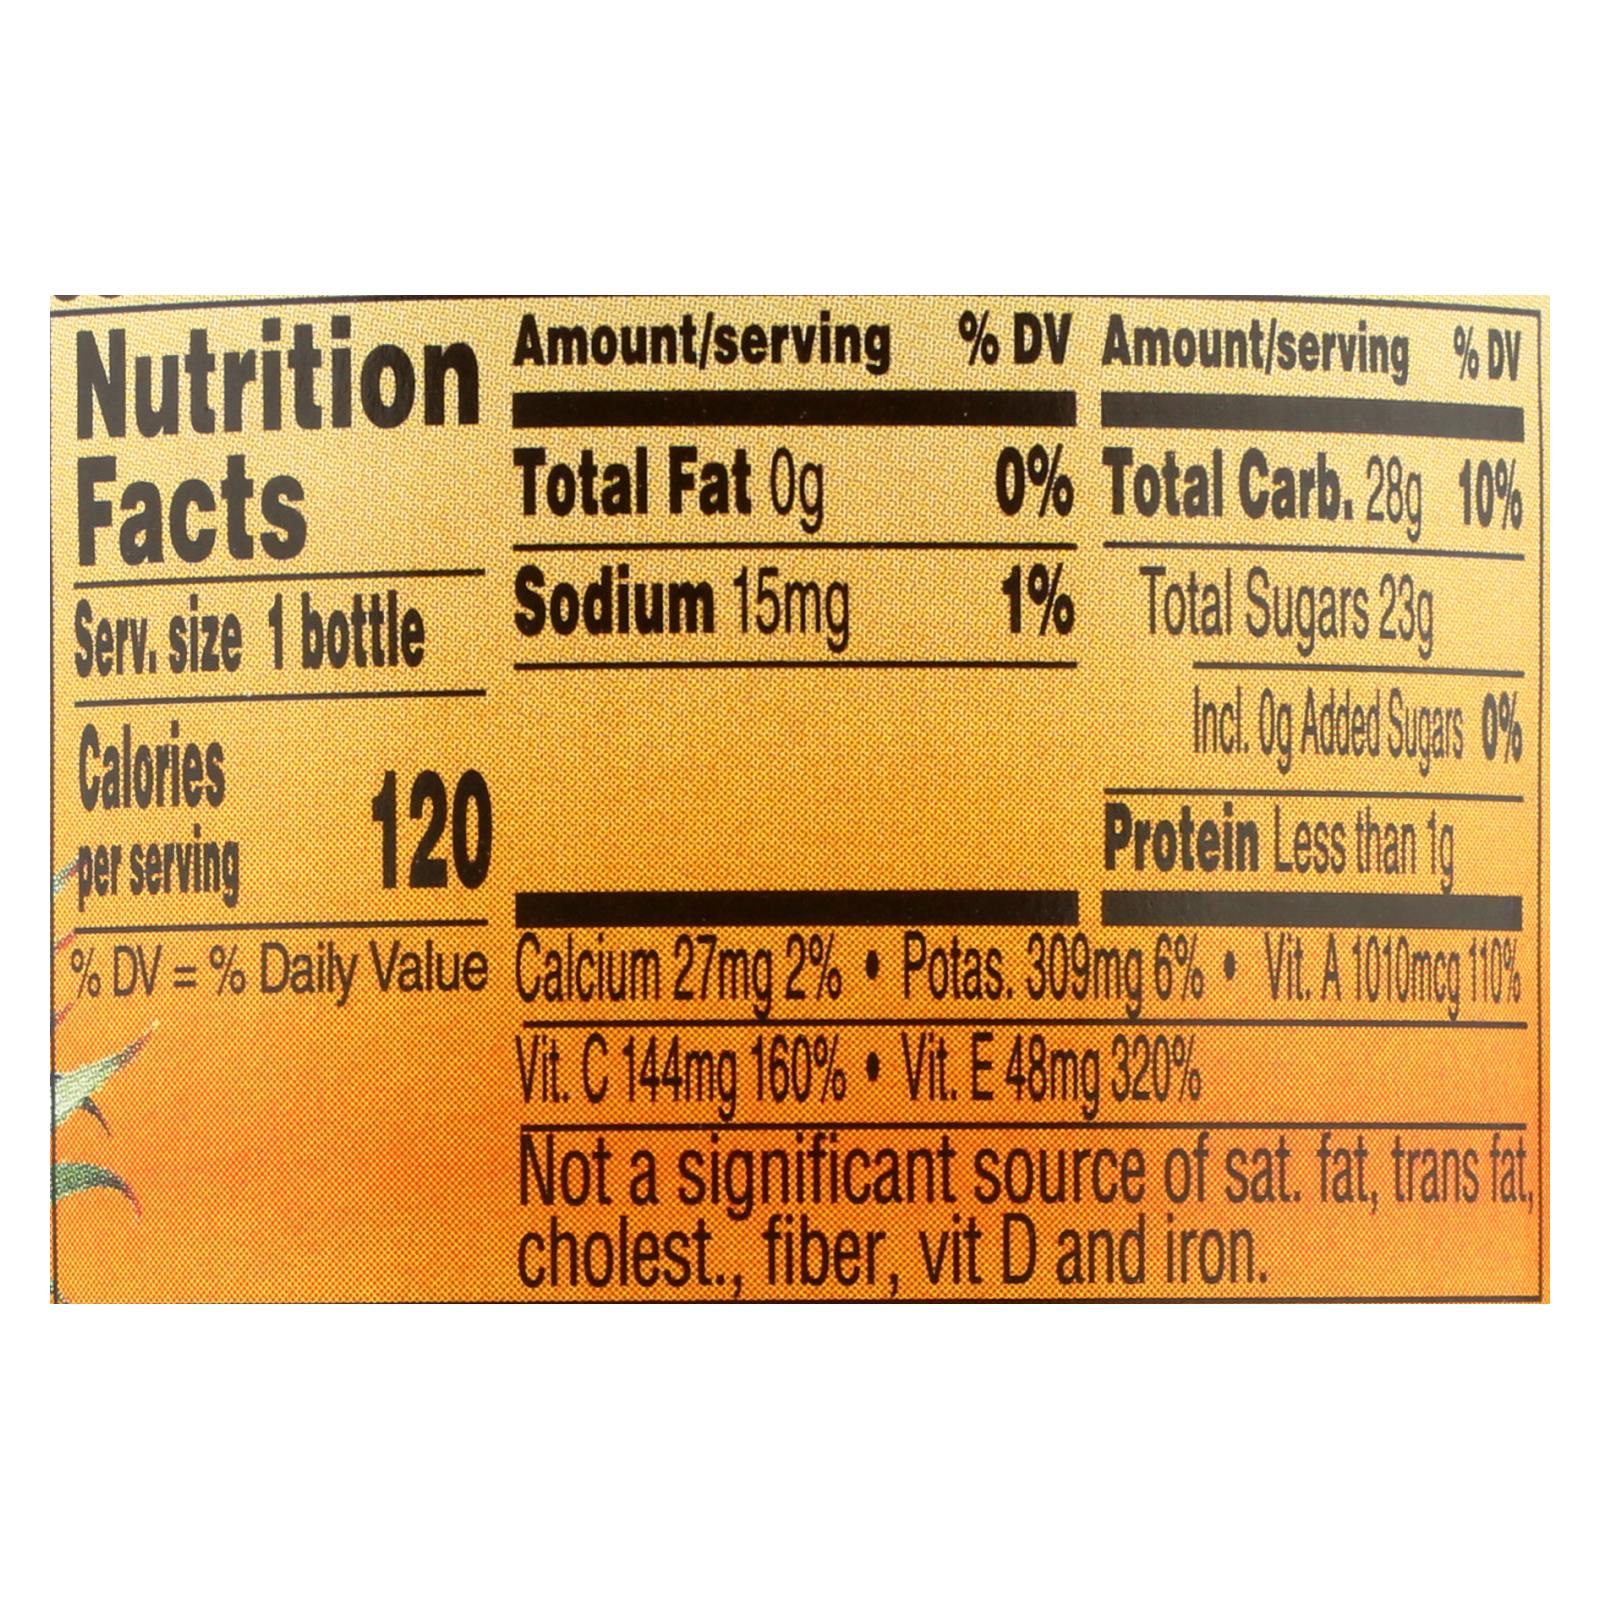 Nutrition
Facts
Serv. size 1 bottle
Calories
per serving 120
% DV = % Daily Value
Amount/serving % DV
Total Fat 0g 0%
Sodium 15mg 1%
Amount/serving % DV
Total Carb. 28g 10%
Total Sugars 23g
Incl. 0g Added Sugars 0%
Protein Less than 1g
Calcium 27mg 2% • Potas. 309mg 6% • Vit. A 1010mcg 110%
Vit. C 144mg 160% • Vit. E 48mg 320%
Not a significant source of sat. fat, trans fat,
cholest., fiber, vit D and iron.